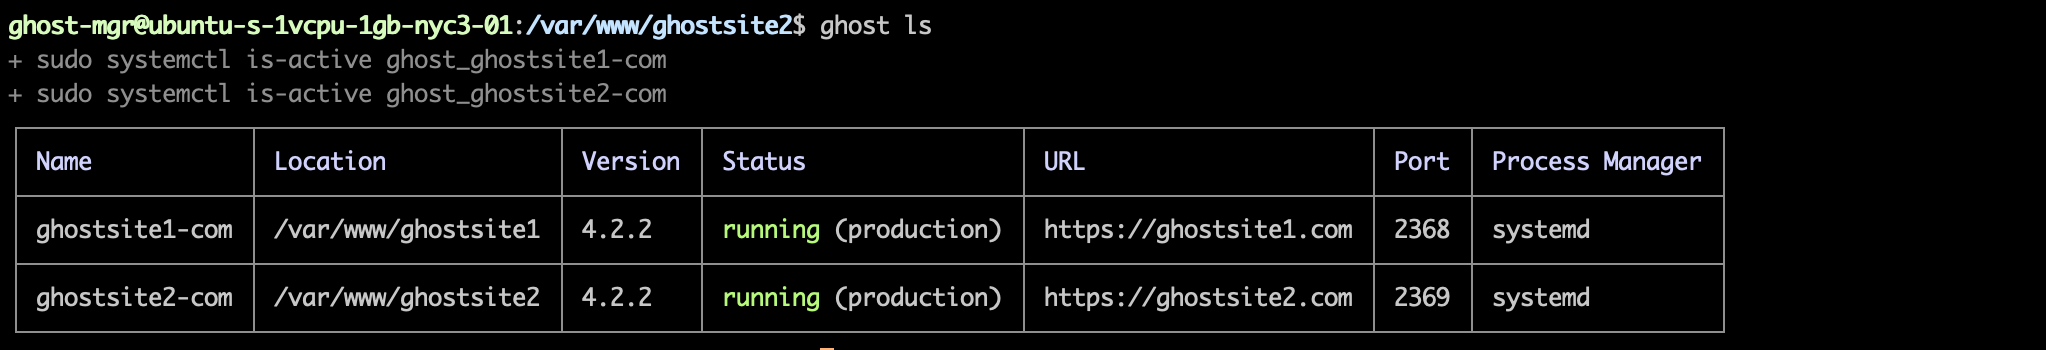 ghost-mgr@ubuntu-s-1vcpu-1gb-nyc3-01:/var/www/ghostsite2$ ghost ls
+ sudo systemctl is-active ghost_ghostsite1-com
+ sudo systemctl is-active ghost_ghostsite2-com
Name Location Version Status URL Port Process Manager
ghostsite1-com /var/www/ghostsite1 4.2.2 running (production) https://ghostsite1.com 2368 systemd
ghostsite2-com /var/www/ghostsite2 4.2.2 running (production) https://ghostsite2.com 2369 systemd